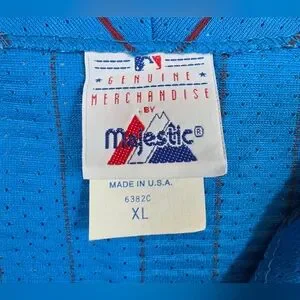 GENUINE
MERCHANDISE
BY
Majestic®
MADE IN U.S.A.
6382C
XL